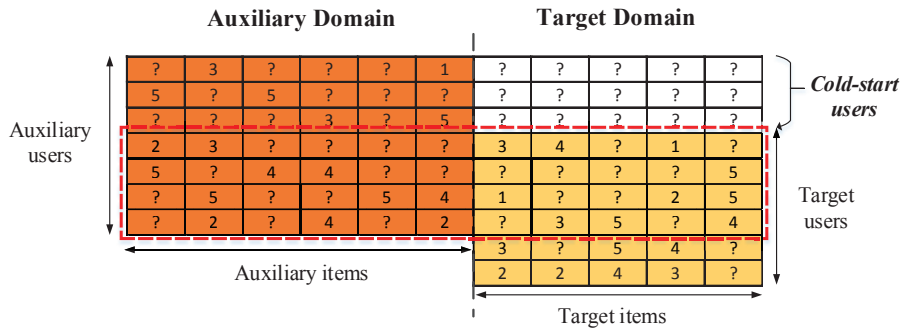 Auxiliary Domain Target Domain
? 3 ? ? ? 1 ? ? ? ? ?
5 ? 5 ? ? ? ? ? ? ? ?
? ? ? 3 ? 5 ? ? ? ? ?
Cold-start
users
2 3 ? ? ? ? 3 4 ? 1 ?
5 ? 4 4 ? ? ? ? ? ? 5
? 5 ? ? 5 4 1 ? ? 2 5
? 2 ? 4 ? 2 ? 3 5 ? 4
Auxiliary
users
Target
users
3 ? 5 4 ?
2 2 4 3 ?
Auxiliary items
Target items